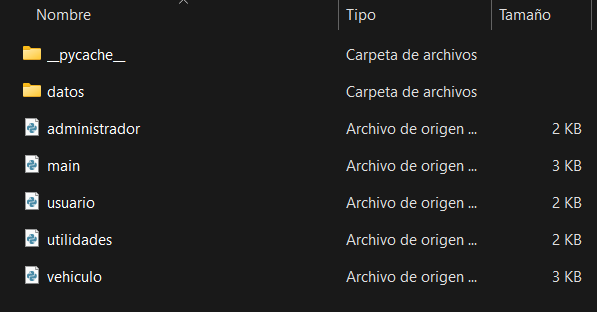 Nombre Tipo Tamaño
__pycache__ Carpeta de archivos
datos Carpeta de archivos
administrador Archivo de origen ... 2 KB
main Archivo de origen ... 3 KB
usuario Archivo de origen ... 2 KB
utilidades Archivo de origen ... 2 KB
vehiculo Archivo de origen ... 3 KB